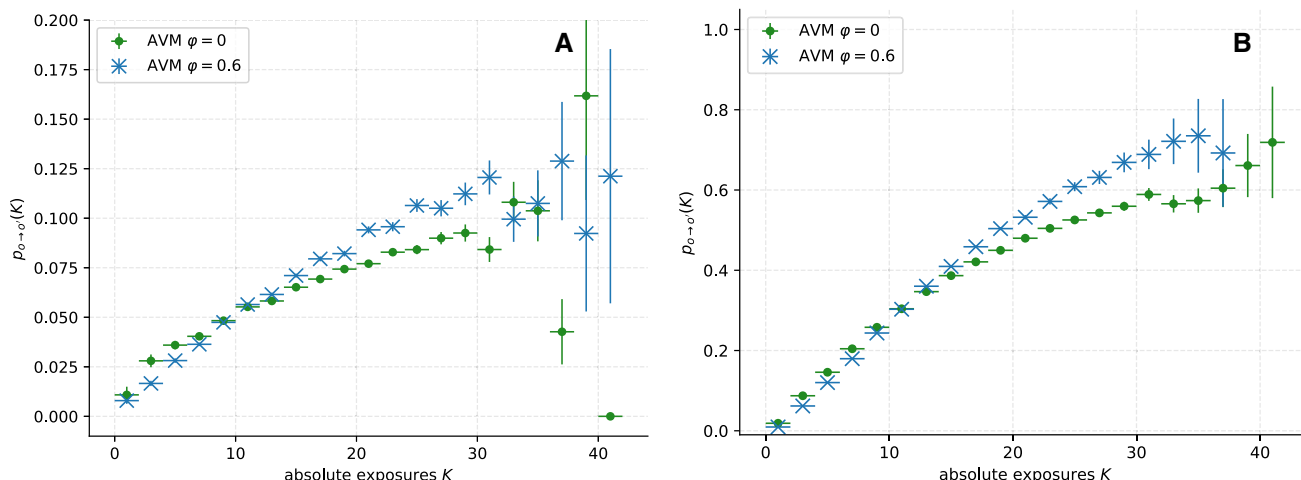 A
AVM φ = 0
AVM φ = 0.6
0.200
0.175
0.150
0.125
0.100
0.075
0.050
0.025
0.000
p_{o→o'}(K)
0 10 20 30 40
absolute exposures K
B
AVM φ = 0
AVM φ = 0.6
1.0
0.8
0.6
0.4
0.2
0.0
p_{o→o'}(K)
0 10 20 30 40
absolute exposures K